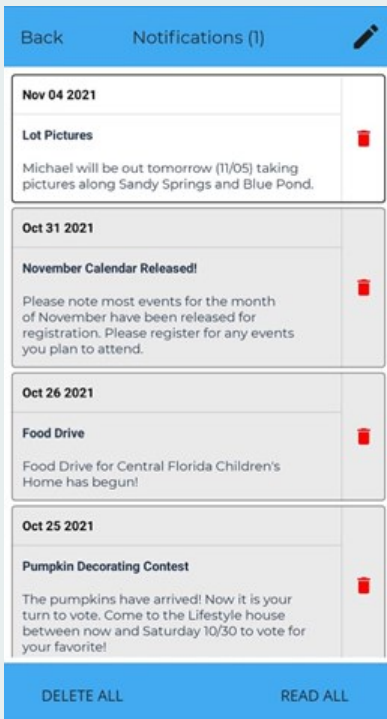 Back Notifications (1)
Nov 04 2021
Lot Pictures
Michael will be out tomorrow (11/05) taking
pictures along Sandy Springs and Blue Pond.
Oct 31 2021
November Calendar Released!
Please note most events for the month
of November have been released for
registration. Please register for any events
you plan to attend.
Oct 26 2021
Food Drive
Food Drive for Central Florida Children's
Home has begun!
Oct 25 2021
Pumpkin Decorating Contest
The pumpkins have arrived! Now it is your
turn to vote. Come to the Lifestyle house
between now and Saturday 10/30 to vote for
your favorite!
DELETE ALL READ ALL